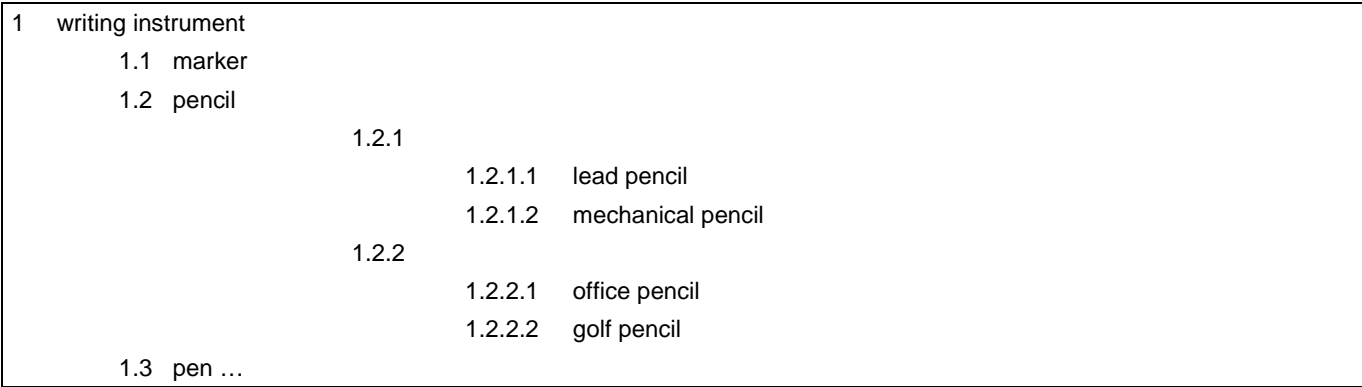 1 writing instrument
1.1 marker
1.2 pencil
1.2.1
1.2.1.1 lead pencil
1.2.1.2 mechanical pencil
1.2.2
1.2.2.1 office pencil
1.2.2.2 golf pencil
1.3 pen …